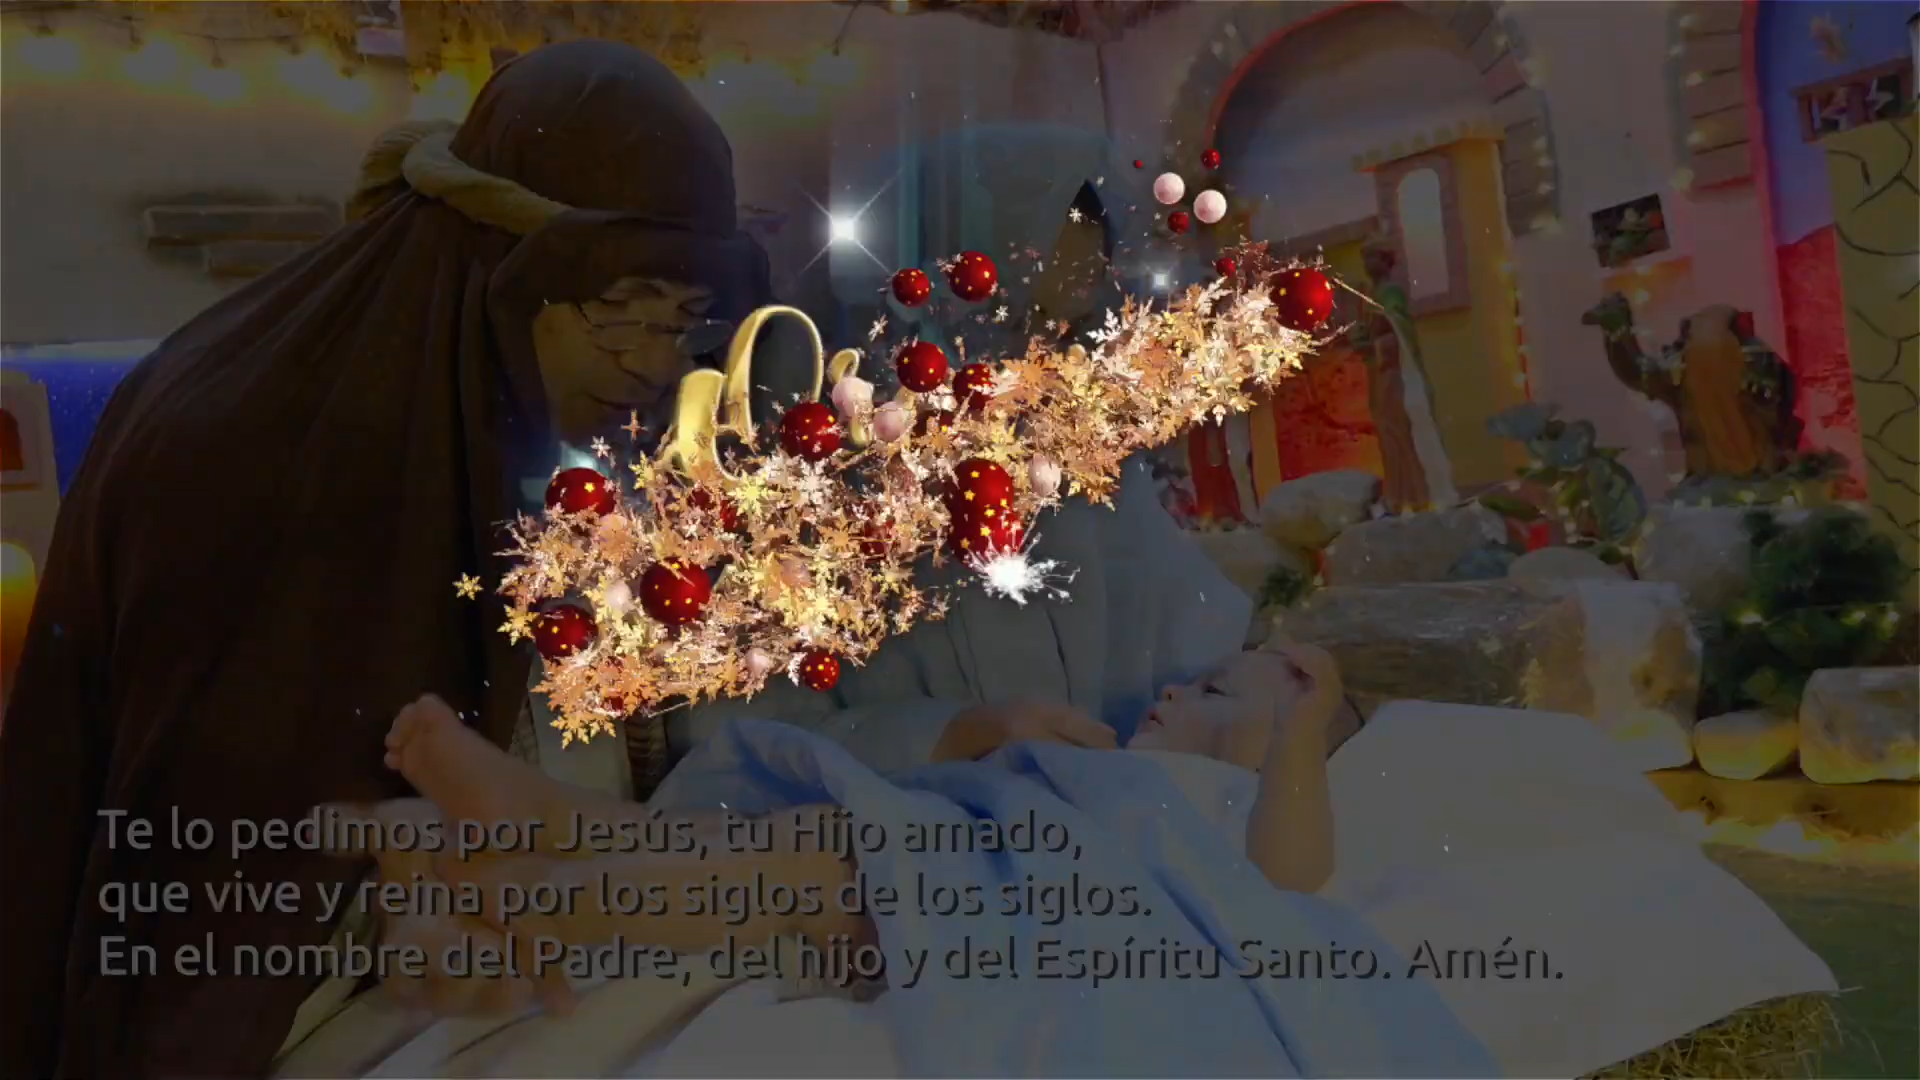 Te lo pedimos por Jesús, tu Hijo amado,
que vive y reina por los siglos de los siglos.
En el nombre del Padre, del hijo y del Espíritu Santo. Amén.